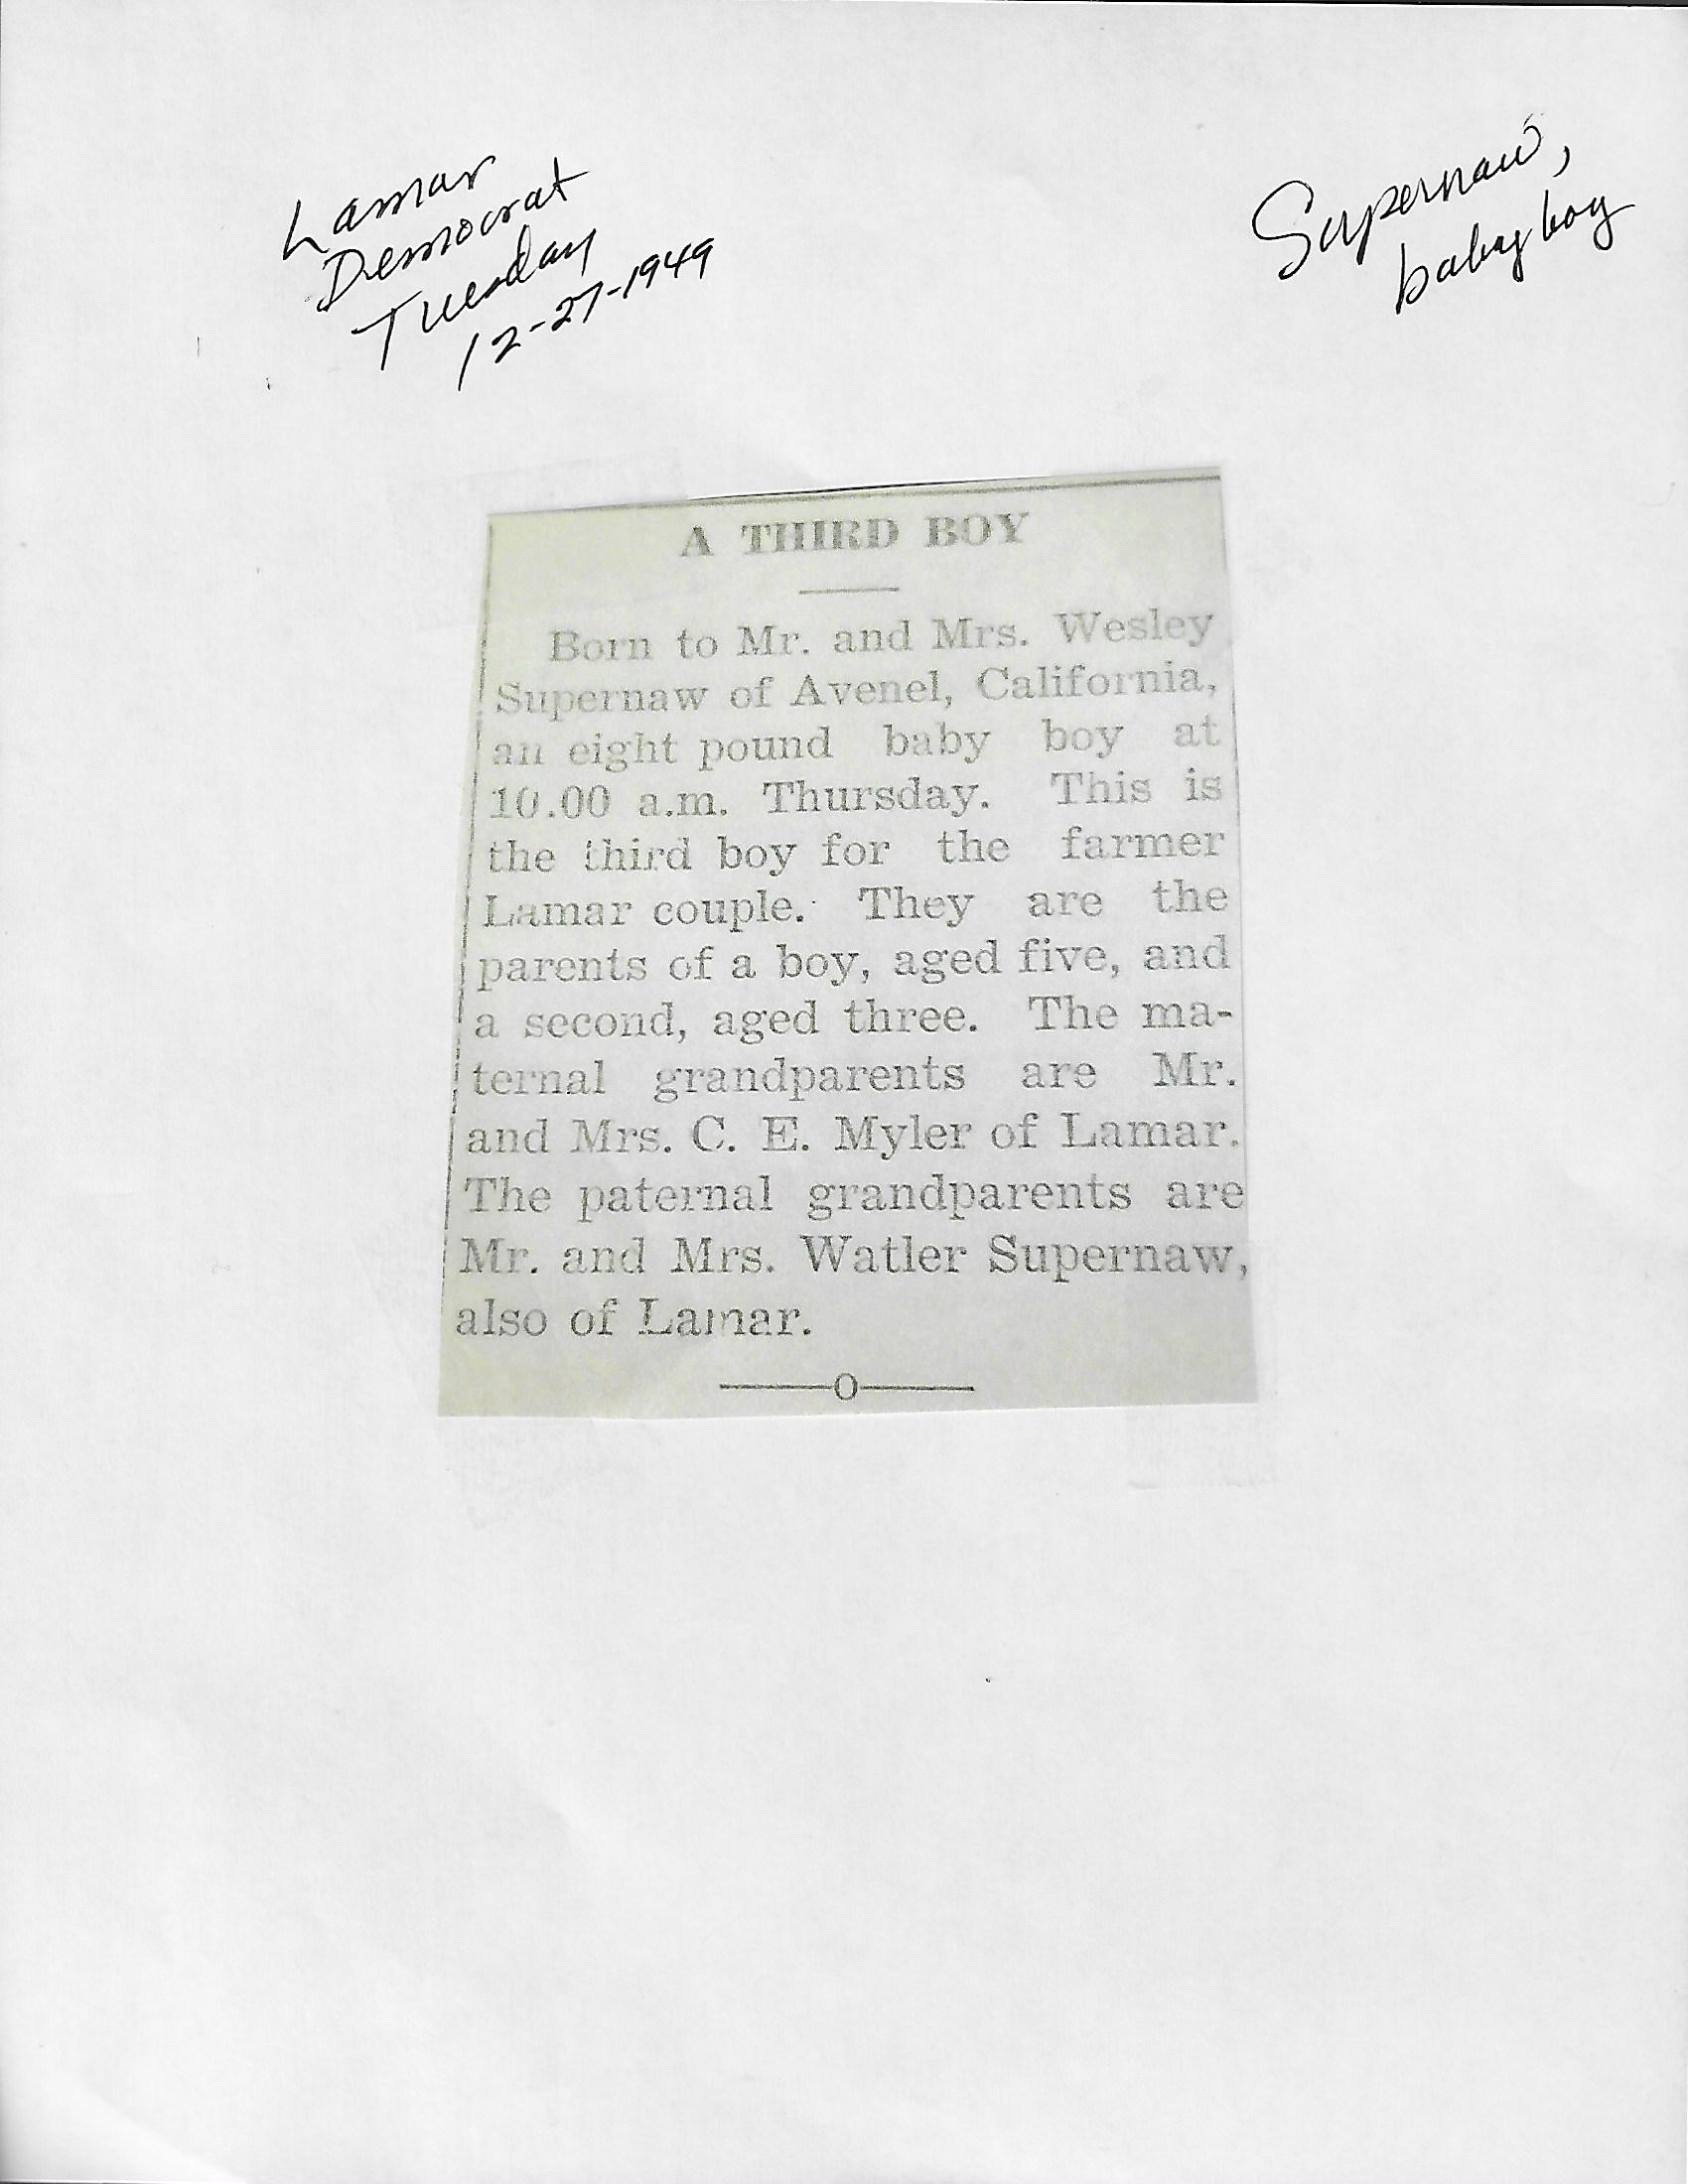 Lamar
Democrat
Tuesday
12-27-1949
Supernaw,
baby boy
A THIRD BOY
Born to Mr. and Mrs. Wesley
Supernaw of Avenel, California,
an eight pound baby boy at
10.00 a.m. Thursday. This is
the third boy for the farmer
Lamar couple. They are the
parents of a boy, aged five, and
a second, aged three. The ma-
ternal grandparents are Mr.
and Mrs. C. E. Myler of Lamar.
The paternal grandparents are
Mr. and Mrs. Watler Supernaw,
also of Lamar.
——O——